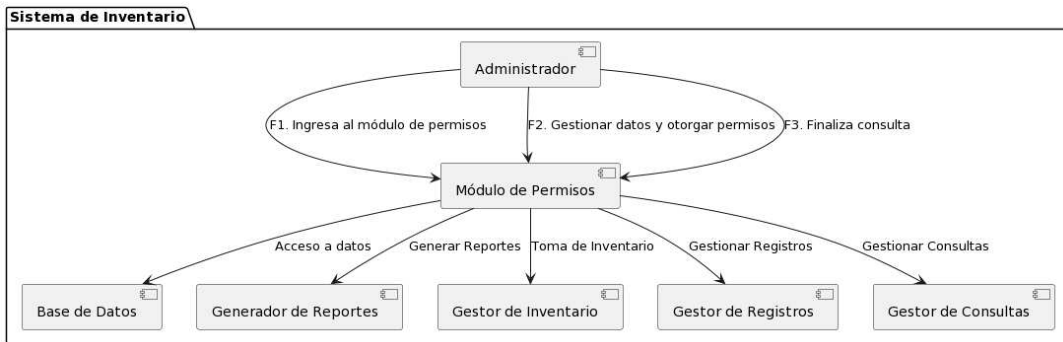 Sistema de Inventario
Administrador
F1. Ingresa al módulo de permisos
F2. Gestionar datos y otorgar permisos
F3. Finaliza consulta
Módulo de Permisos
Acceso a datos
Generar Reportes
Toma de Inventario
Gestionar Registros
Gestionar Consultas
Base de Datos
Generador de Reportes
Gestor de Inventario
Gestor de Registros
Gestor de Consultas